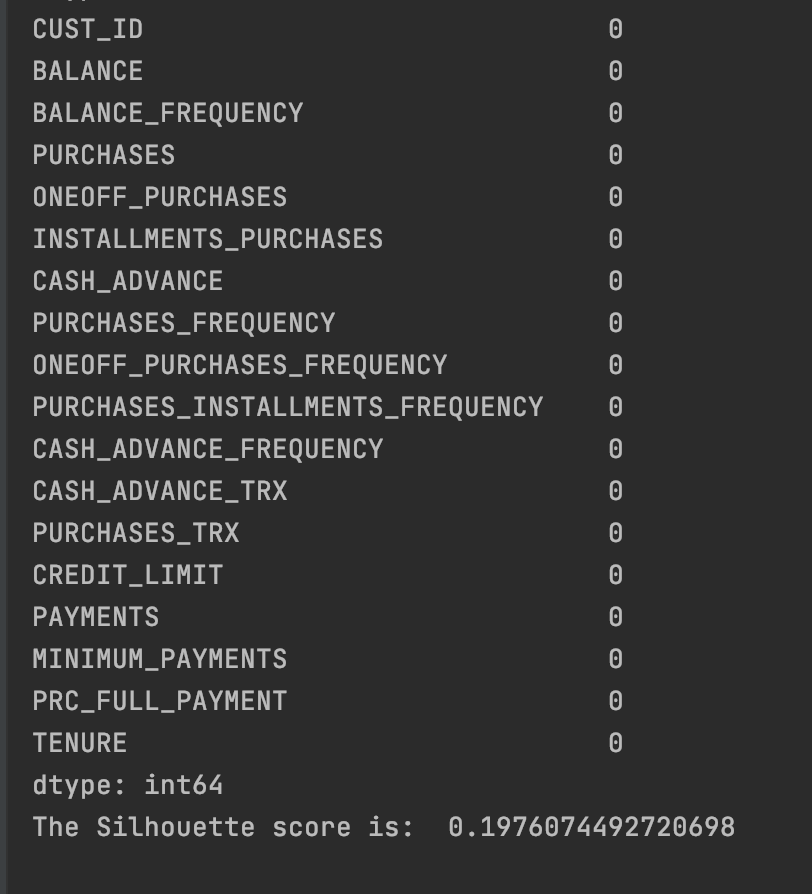 CUST_ID 0
BALANCE 0
BALANCE_FREQUENCY 0
PURCHASES 0
ONEOFF_PURCHASES 0
INSTALLMENTS_PURCHASES 0
CASH_ADVANCE 0
PURCHASES_FREQUENCY 0
ONEOFF_PURCHASES_FREQUENCY 0
PURCHASES_INSTALLMENTS_FREQUENCY 0
CASH_ADVANCE_FREQUENCY 0
CASH_ADVANCE_TRX 0
PURCHASES_TRX 0
CREDIT_LIMIT 0
PAYMENTS 0
MINIMUM_PAYMENTS 0
PRC_FULL_PAYMENT 0
TENURE 0
dtype: int64
The Silhouette score is:  0.1976074492720698